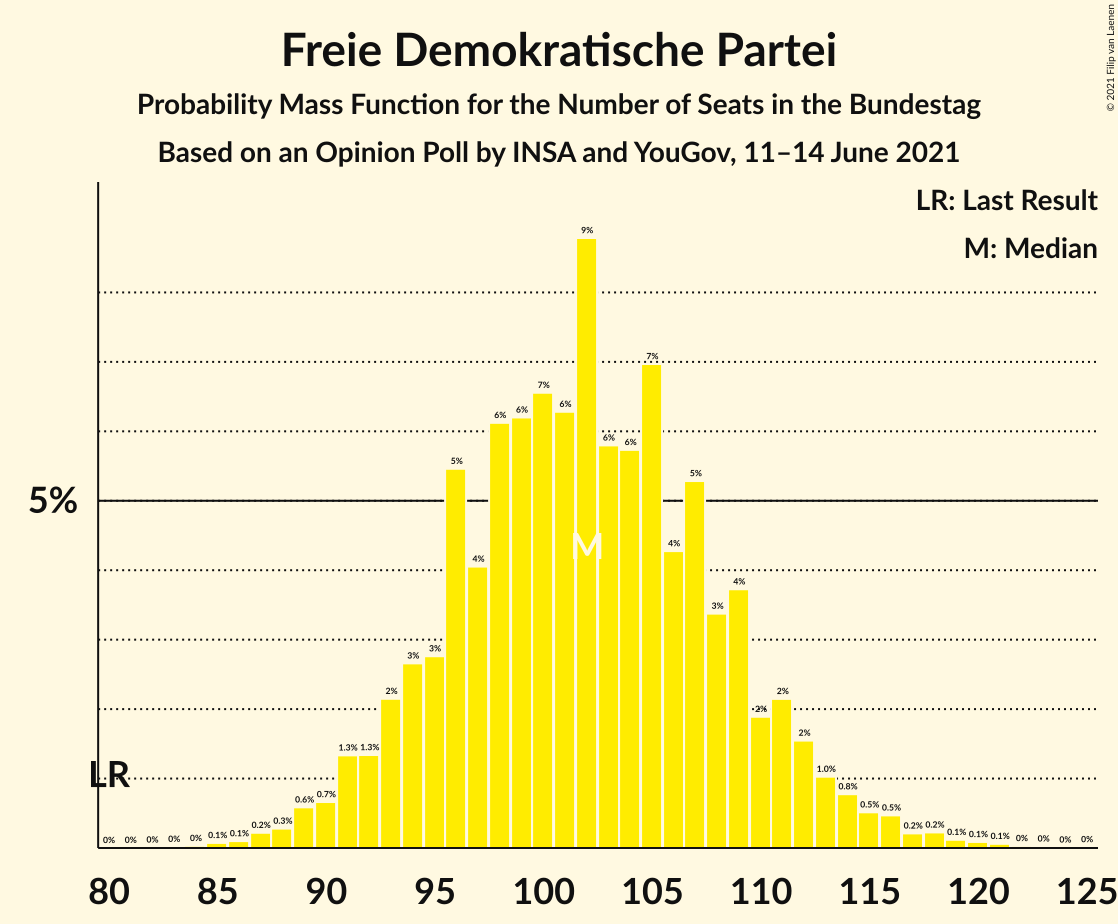 Freie Demokratische Partei
Probability Mass Function for the Number of Seats in the Bundestag
Based on an Opinion Poll by INSA and YouGov, 11–14 June 2021
© 2021 Filip van Laenen
LR: Last Result
M: Median
5%
0% 0% 0% 0% 0% 0.1% 0.1% 0.2% 0.3% 0.6% 0.7% 1.3% 1.3% 2% 3% 3% 5% 4% 6% 6% 7% 6% 9% 6% 6% 7% 4% 5% 3% 4% 2% 2% 2% 1.0% 0.8% 0.5% 0.5% 0.2% 0.2% 0.1% 0.1% 0.1% 0% 0% 0% 0%
M
LR
80 85 90 95 100 105 110 115 120 125